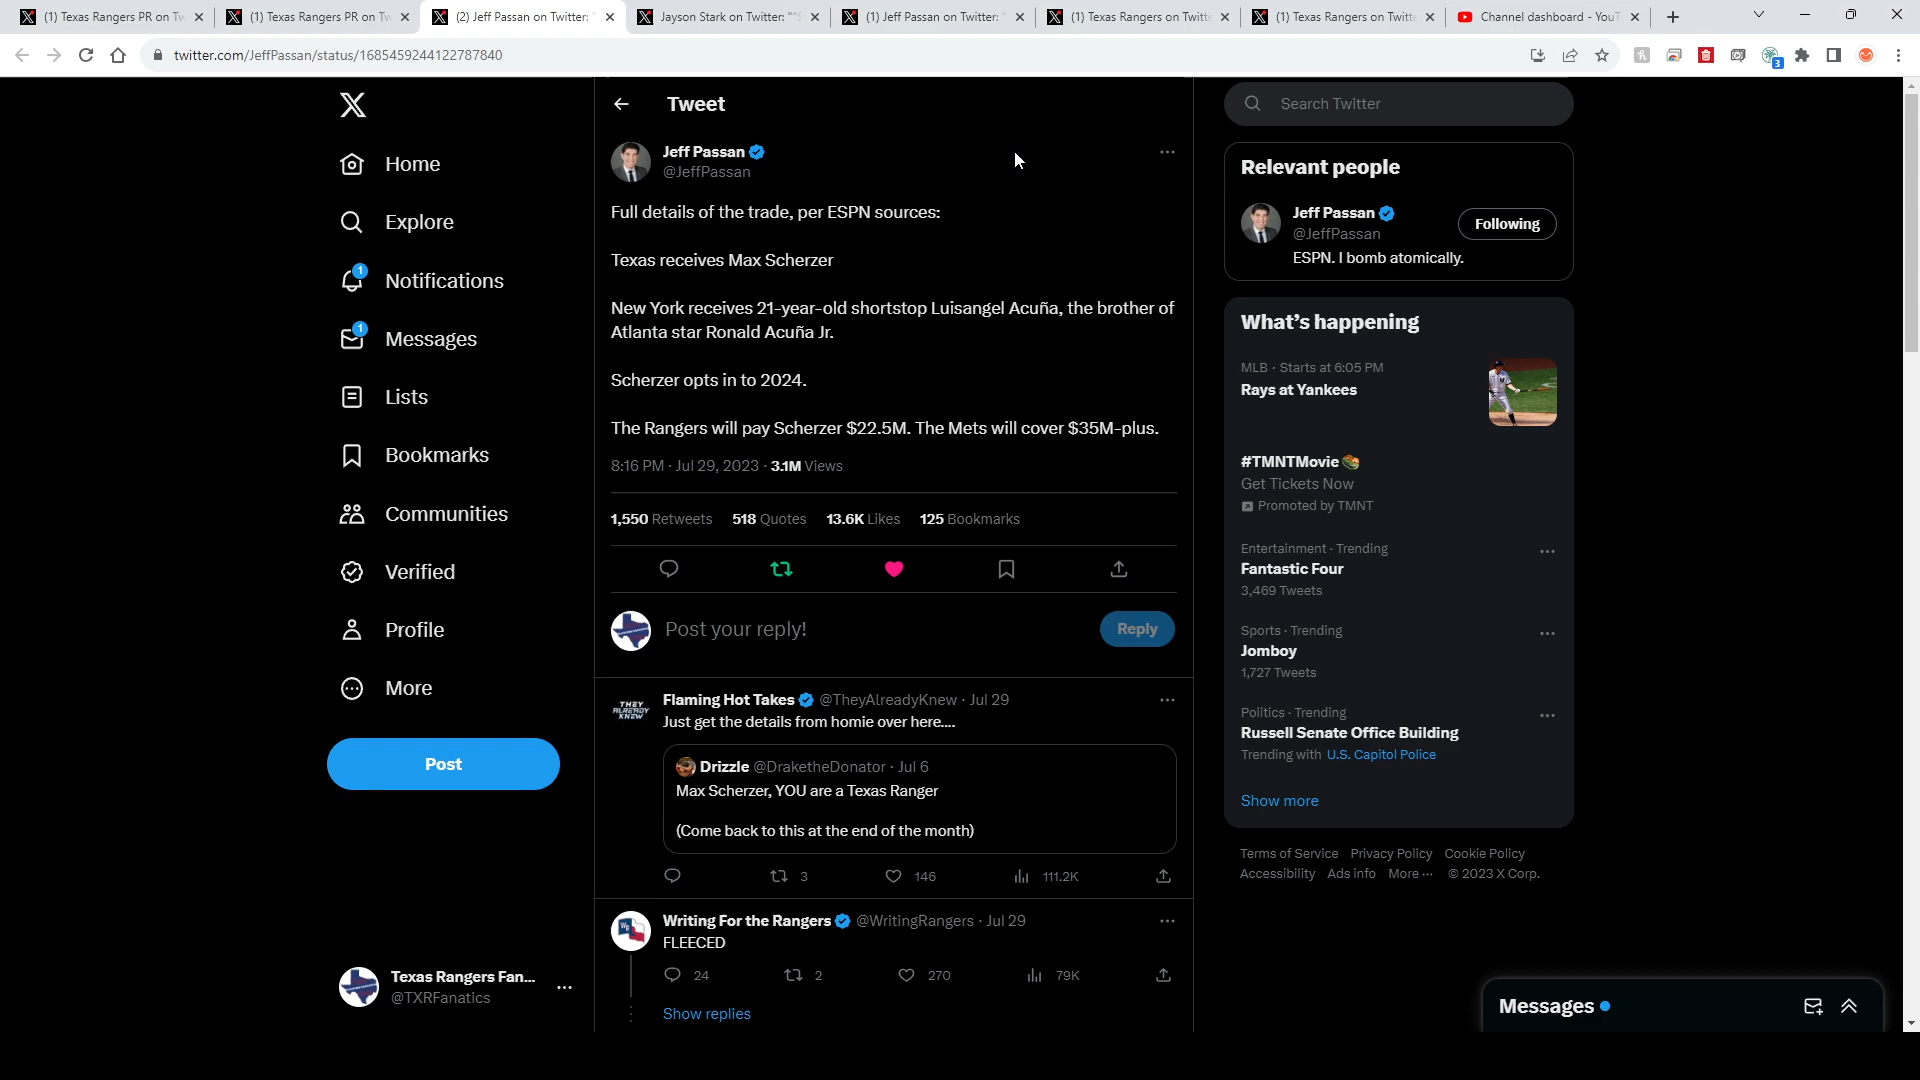 (1) Texas Rangers PR on Tw
(1) Texas Rangers PR on Tw
(2) Jeff Passan on Twitter: "
Jayson Stark on Twitter: ""S
(1) Jeff Passan on Twitter: "
(1) Texas Rangers on Twitte
(1) Texas Rangers on Twitte
Channel dashboard - YouT
twitter.com/JeffPassan/status/1685459244122787840
3
Home
Explore
1
Notifications
1
Messages
Lists
Bookmarks
Communities
Verified
Profile
More
Post
Texas Rangers Fan...
@TXRFanatics
Tweet
Jeff Passan
@JeffPassan
Full details of the trade, per ESPN sources:
Texas receives Max Scherzer
New York receives 21-year-old shortstop Luisangel Acuña, the brother of
Atlanta star Ronald Acuña Jr.
Scherzer opts in to 2024.
The Rangers will pay Scherzer $22.5M. The Mets will cover $35M-plus.
8:16 PM · Jul 29, 2023 · 3.1M Views
1,550 Retweets 518 Quotes 13.6K Likes 125 Bookmarks
Post your reply!
Reply
THEY
ALREADY
KNEW
Flaming Hot Takes @TheyAlreadyKnew · Jul 29
Just get the details from homie over here....
Drizzle @DraketheDonator · Jul 6
Max Scherzer, YOU are a Texas Ranger
(Come back to this at the end of the month)
3 146 111.2K
Writing For the Rangers @WritingRangers · Jul 29
FLEECED
24 2 270 79K
Show replies
Search Twitter
Relevant people
Jeff Passan
@JeffPassan
Following
ESPN. I bomb atomically.
What's happening
MLB · Starts at 6:05 PM
Rays at Yankees
#TMNTMovie
Get Tickets Now
Promoted by TMNT
Entertainment · Trending
Fantastic Four
3,469 Tweets
Sports · Trending
Jomboy
1,727 Tweets
Politics · Trending
Russell Senate Office Building
Trending with U.S. Capitol Police
Show more
Terms of Service Privacy Policy Cookie Policy
Accessibility Ads info More ··· © 2023 X Corp.
Messages